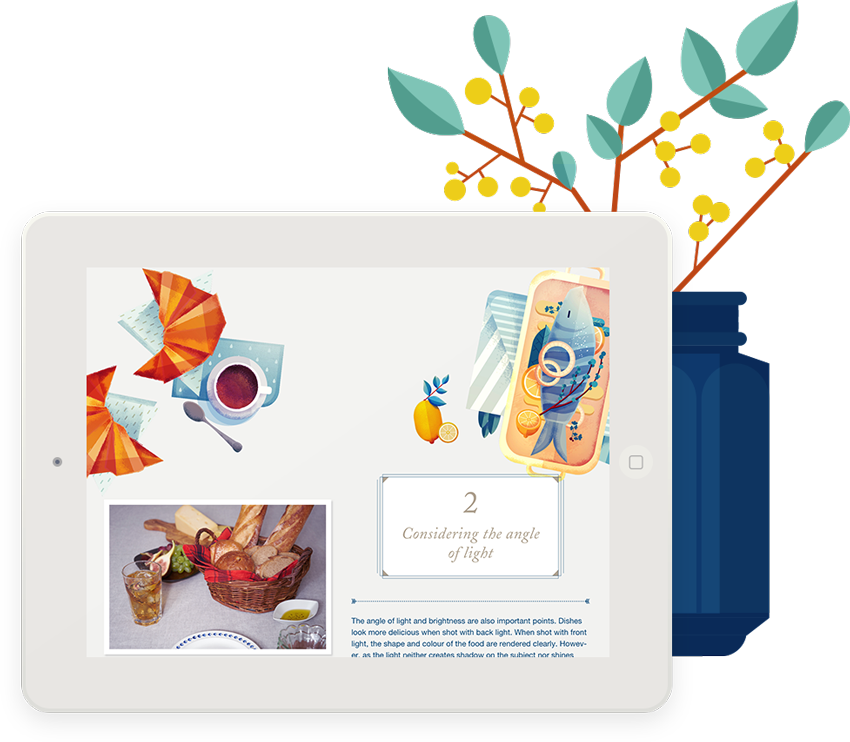 2
Considering the angle
of light
The angle of light and brightness are also important points. Dishes
look more delicious when shot with back light. When shot with front
light, the shape and colour of the food are rendered clearly. Howev-
er, as the light neither creates shadow on the subject nor shines